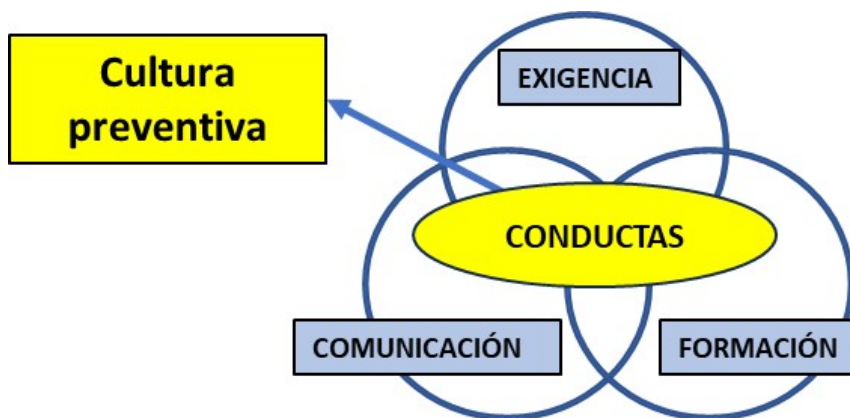 Cultura
preventiva
EXIGENCIA
CONDUCTAS
COMUNICACIÓN
FORMACIÓN